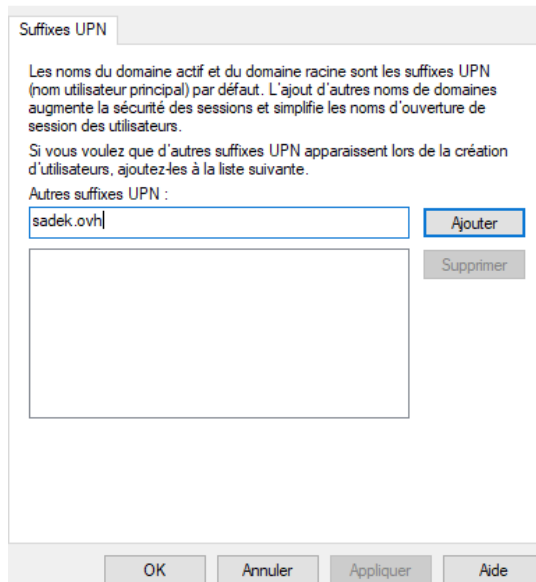 Suffixes UPN
Les noms du domaine actif et du domaine racine sont les suffixes UPN
(nom utilisateur principal) par défaut. L'ajout d'autres noms de domaines
augmente la sécurité des sessions et simplifie les noms d'ouverture de
session des utilisateurs.
Si vous voulez que d'autres suffixes UPN apparaissent lors de la création
d'utilisateurs, ajoutez-les à la liste suivante.
Autres suffixes UPN :
sadek.ovh
Ajouter
Supprimer
OK Annuler Appliquer Aide